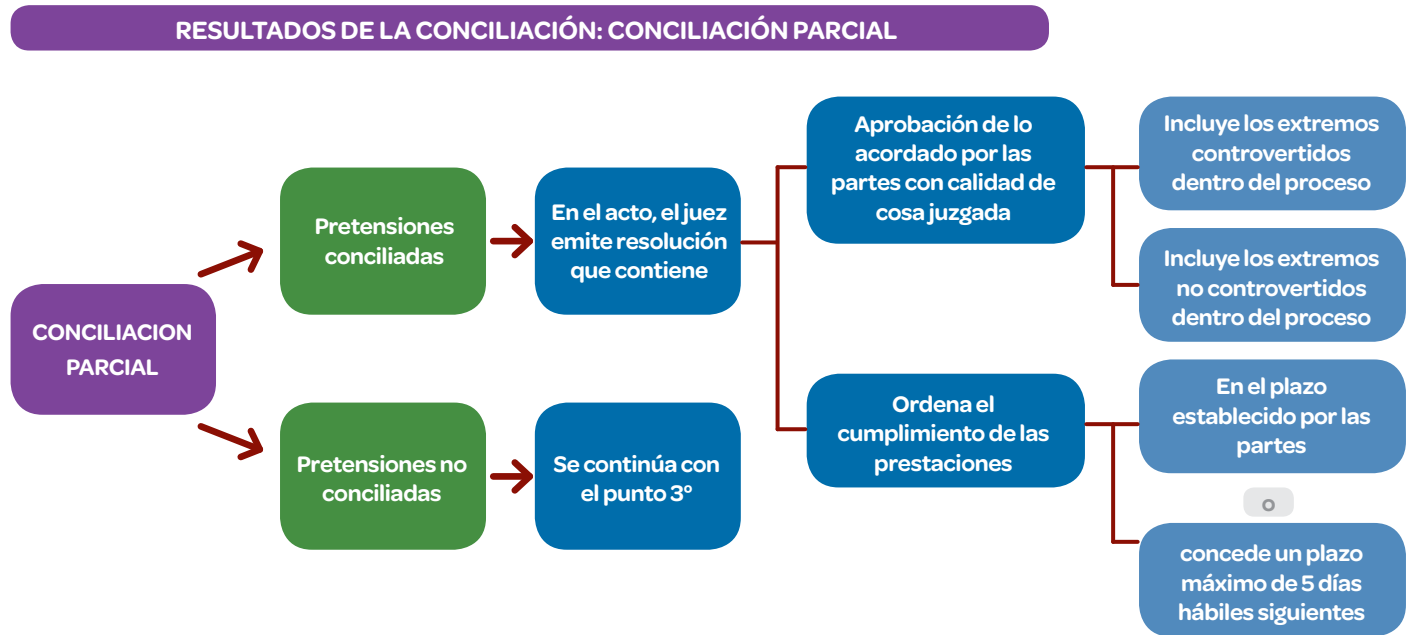 RESULTADOS DE LA CONCILIACIÓN: CONCILIACIÓN PARCIAL
CONCILIACION
PARCIAL
Pretensiones
conciliadas
En el acto, el juez
emite resolución
que contiene
Aprobación de lo
acordado por las
partes con calidad de
cosa juzgada
Incluye los extremos
controvertidos
dentro del proceso
Incluye los extremos
no controvertidos
dentro del proceso
Ordena el
cumplimiento de las
prestaciones
En el plazo
establecido por las
partes
o
concede un plazo
máximo de 5 días
hábiles siguientes
Pretensiones no
conciliadas
Se continúa con
el punto 3°